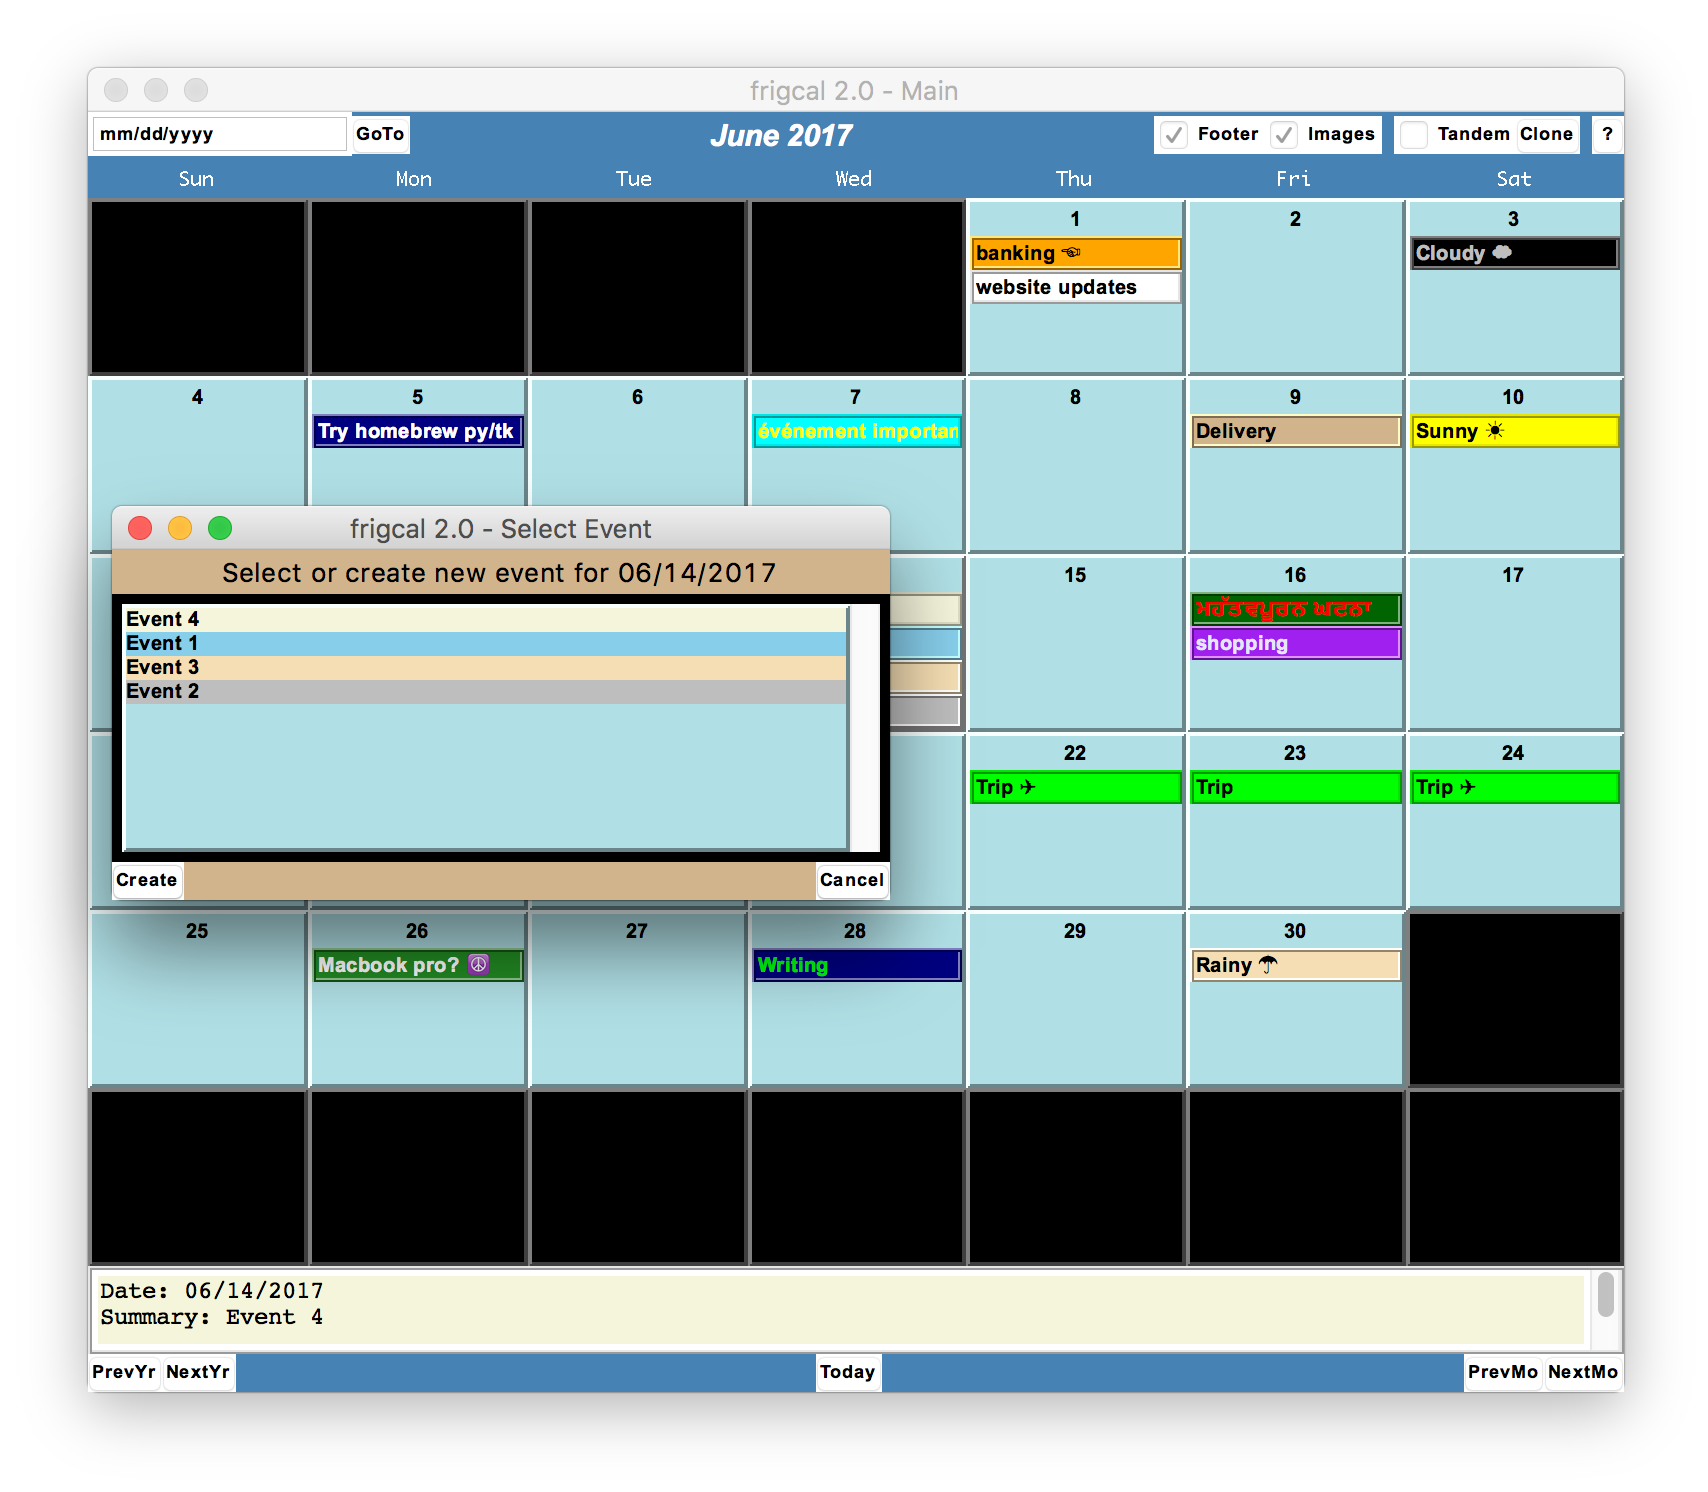 frigcal 2.0 - Main
mm/dd/yyyy GoTo June 2017 Footer Images Tandem Clone ?
Sun Mon Tue Wed Thu Fri Sat
1 2 3
banking ☜ Cloudy ☁
website updates
4 5 6 7 8 9 10
Try homebrew py/tk événement importan Delivery Sunny ☀
frigcal 2.0 - Select Event
Select or create new event for 06/14/2017
Event 4
Event 1
Event 3
Event 2
Create Cancel
15 16 17
ਮਹੱਤਵਪੂਰਨ ਘਟਨਾ
shopping
22 23 24
Trip ✈ Trip Trip ✈
25 26 27 28 29 30
Macbook pro? ☮ Writing Rainy ☂
Date: 06/14/2017
Summary: Event 4
PrevYr NextYr Today PrevMo NextMo